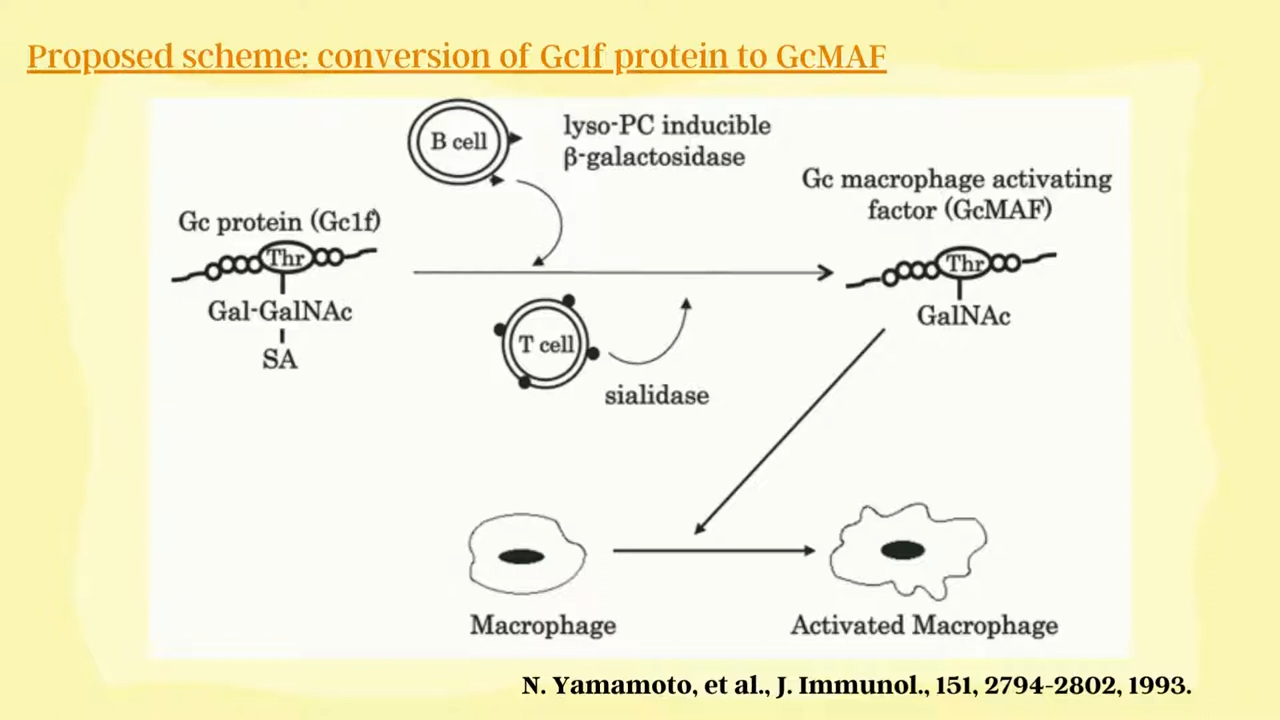 Proposed scheme: conversion of Gc1f protein to GcMAF
B cell
lyso-PC inducible
β-galactosidase
Gc macrophage activating
factor (GcMAF)
Gc protein (Gc1f)
Thr
Gal-GalNAc
SA
Thr
GalNAc
T cell
sialidase
Macrophage
Activated Macrophage
N. Yamamoto, et al., J. Immunol., 151, 2794-2802, 1993.